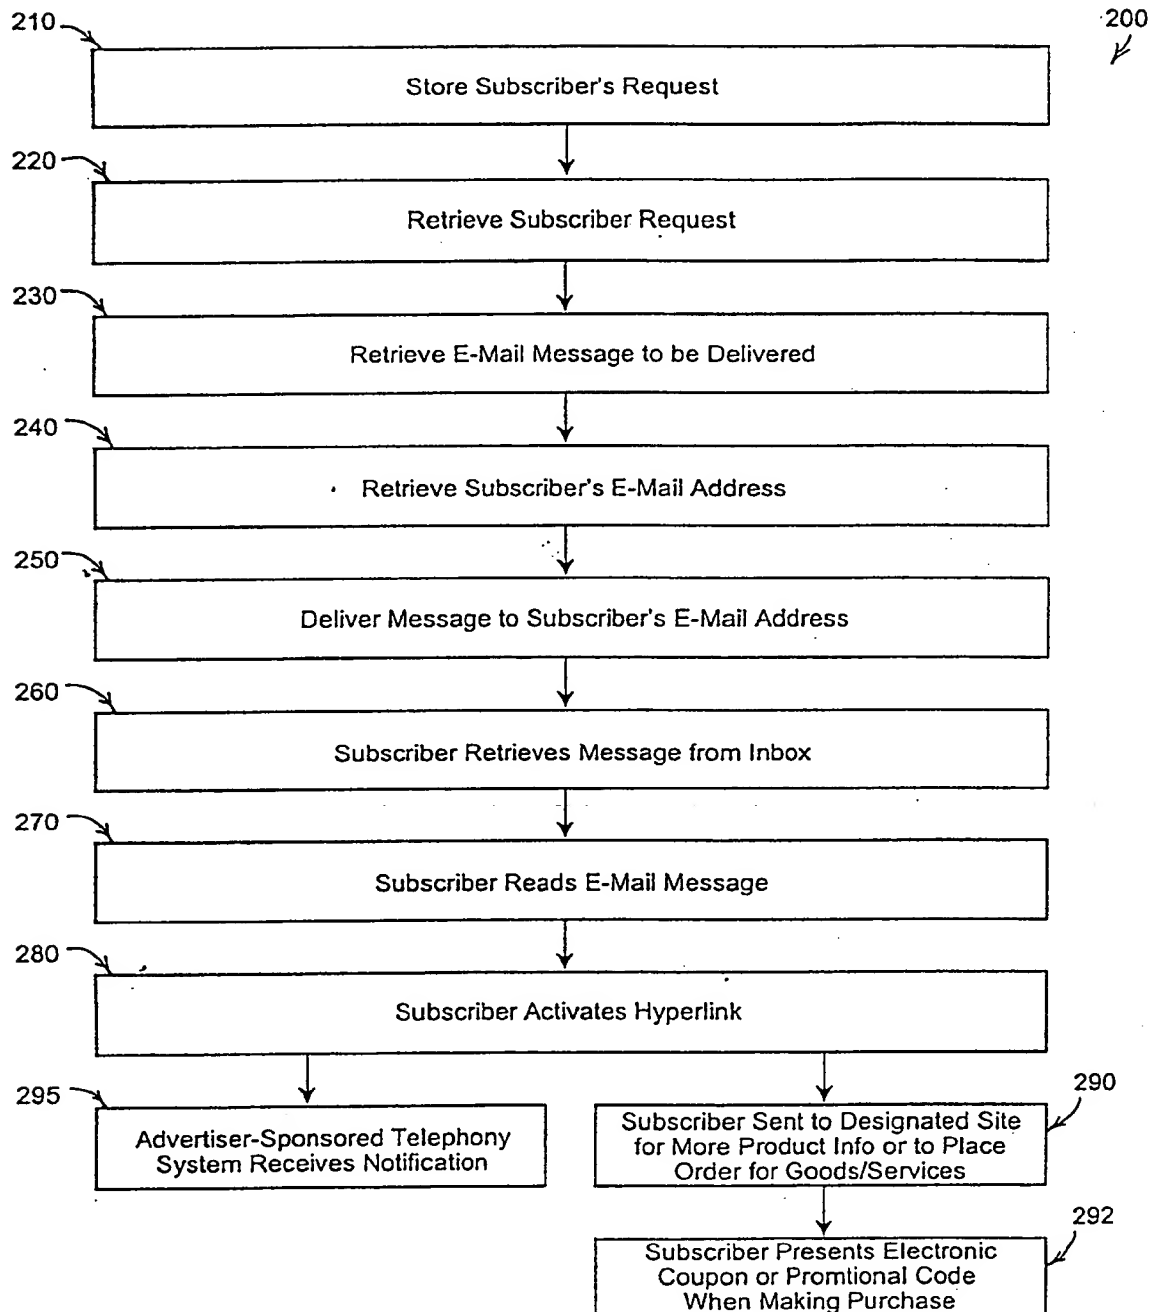 210
200
Store Subscriber's Request
220
Retrieve Subscriber Request
230
Retrieve E-Mail Message to be Delivered
240
Retrieve Subscriber's E-Mail Address
250
Deliver Message to Subscriber's E-Mail Address
260
Subscriber Retrieves Message from Inbox
270
Subscriber Reads E-Mail Message
280
Subscriber Activates Hyperlink
295
Advertiser-Sponsored Telephony
System Receives Notification
290
Subscriber Sent to Designated Site
for More Product Info or to Place
Order for Goods/Services
292
Subscriber Presents Electronic
Coupon or Promtional Code
When Making Purchase